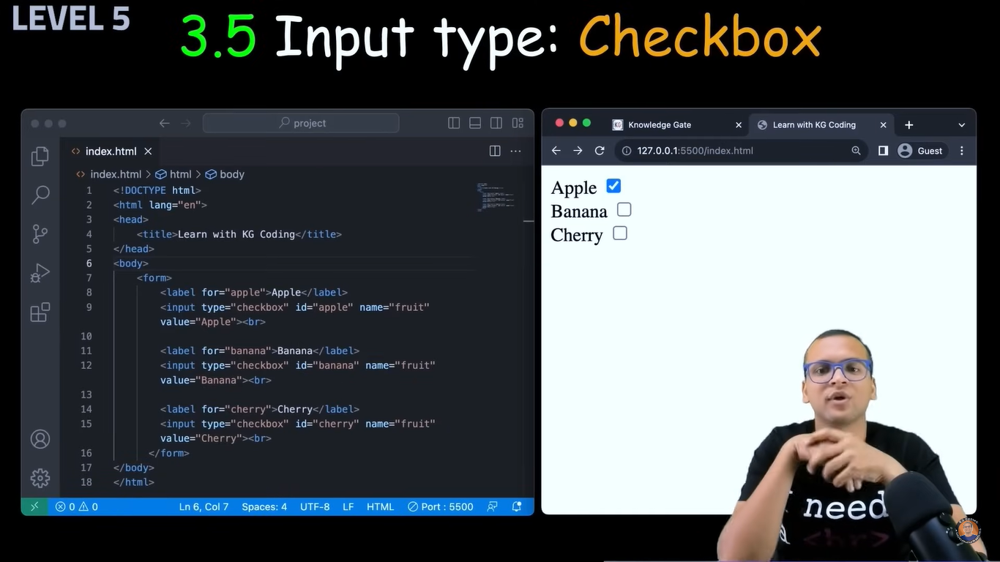 LEVEL 5
3.5 Input type: Checkbox
project
index.html
index.html > html > body
1 <!DOCTYPE html>
2 <html lang="en">
3 <head>
4 <title>Learn with KG Coding</title>
5 </head>
6 <body>
7 <form>
8 <label for="apple">Apple</label>
9 <input type="checkbox" id="apple" name="fruit"
value="Apple"><br>
10
11 <label for="banana">Banana</label>
12 <input type="checkbox" id="banana" name="fruit"
value="Banana"><br>
13
14 <label for="cherry">Cherry</label>
15 <input type="checkbox" id="cherry" name="fruit"
value="Cherry"><br>
16 </form>
17 </body>
18 </html>
0 0 Ln 6, Col 7 Spaces: 4 UTF-8 LF HTML Port : 5500
KG Knowledge Gate Learn with KG Coding
127.0.0.1:5500/index.html Guest
Apple
Banana
Cherry
need
<hr>